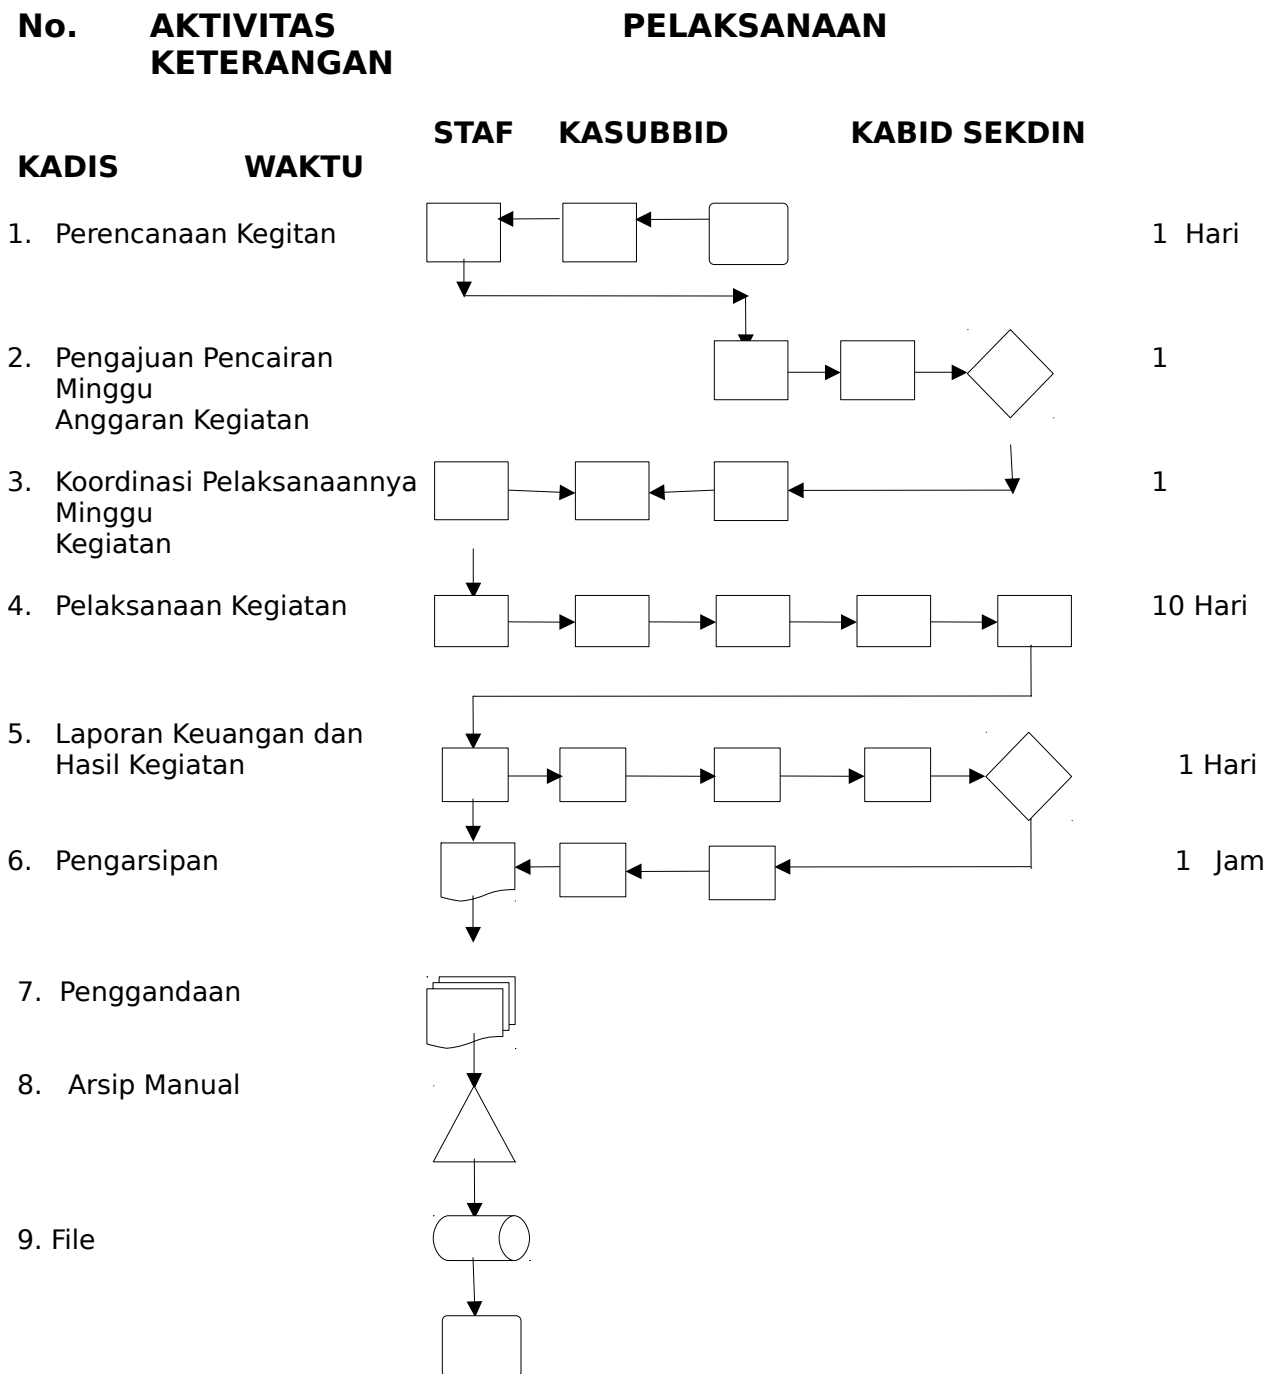 No. AKTIVITAS PELAKSANAAN
KETERANGAN
STAF KASUBBID KABID SEKDIN
KADIS WAKTU
1. Perencanaan Kegitan 1 Hari
2. Pengajuan Pencairan 1
Minggu
Anggaran Kegiatan
3. Koordinasi Pelaksanaannya 1
Minggu
Kegiatan
4. Pelaksanaan Kegiatan 10 Hari
5. Laporan Keuangan dan
Hasil Kegiatan 1 Hari
6. Pengarsipan 1 Jam
7. Penggandaan
8. Arsip Manual
9. File